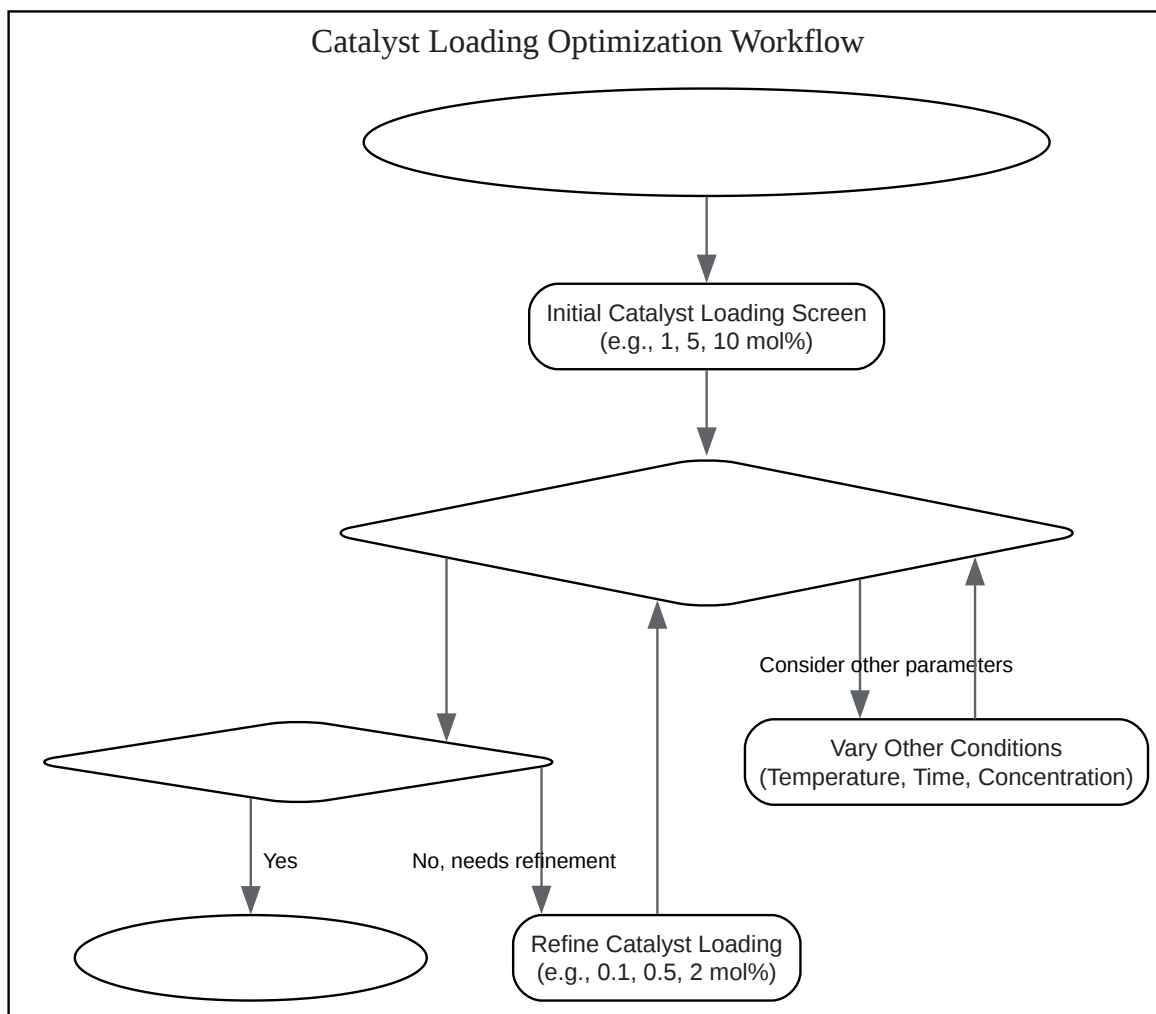 Catalyst Loading Optimization Workflow
Initial Catalyst Loading Screen
(e.g., 1, 5, 10 mol%)
Consider other parameters
Vary Other Conditions
(Temperature, Time, Concentration)
Yes
No, needs refinement
Refine Catalyst Loading
(e.g., 0.1, 0.5, 2 mol%)